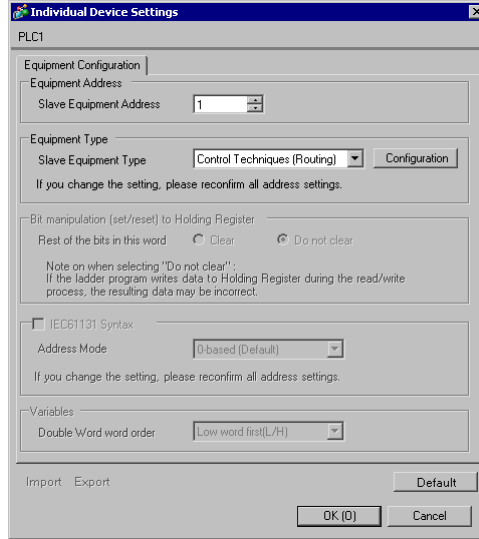 Individual Device Settings
PLC1
Equipment Configuration
Equipment Address
Slave Equipment Address 1
Equipment Type
Slave Equipment Type Control Techniques (Routing) Configuration
If you change the setting, please reconfirm all address settings.
Bit manipulation (set/reset) to Holding Register
Rest of the bits in this word Clear Do not clear
Note on when selecting "Do not clear" :
If the ladder program writes data to Holding Register during the read/write
process, the resulting data may be incorrect.
IEC61131 Syntax
Address Mode 0-based (Default)
If you change the setting, please reconfirm all address settings.
Variables
Double Word word order Low word first(L/H)
Import Export Default
OK (O) Cancel